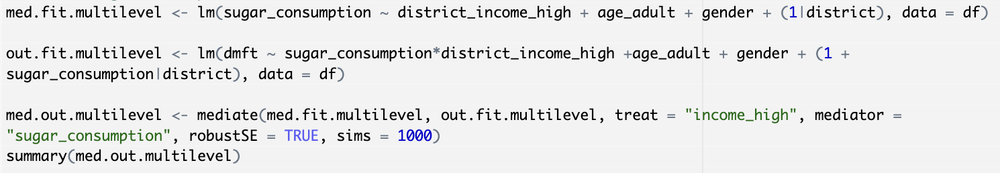 med.fit.multilevel <- lm(sugar_consumption ~ district_income_high + age_adult + gender + (1|district), data = df)
out.fit.multilevel <- lm(dmft ~ sugar_consumption*district_income_high +age_adult + gender + (1 +
sugar_consumption|district), data = df)
med.out.multilevel <- mediate(med.fit.multilevel, out.fit.multilevel, treat = "income_high", mediator =
"sugar_consumption", robustSE = TRUE, sims = 1000)
summary(med.out.multilevel)